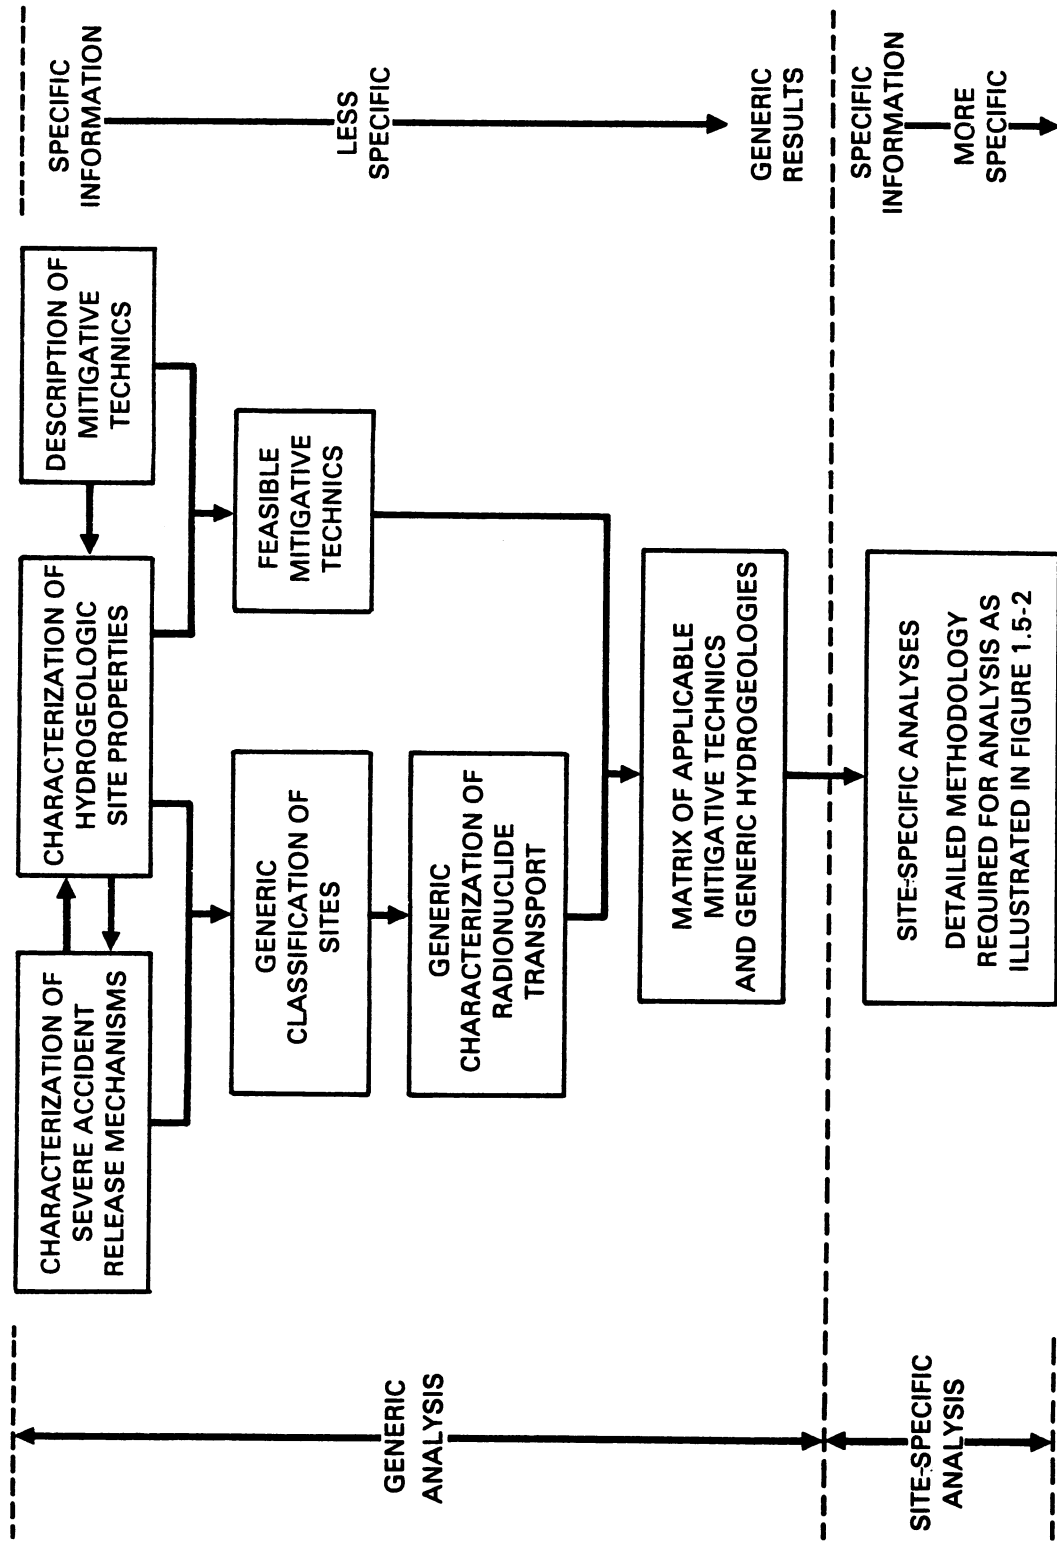 CHARACTERIZATION OF
SEVERE ACCIDENT
RELEASE MECHANISMS
CHARACTERIZATION OF
HYDROGEOLOGIC
SITE PROPERTIES
DESCRIPTION OF
MITIGATIVE
TECHNICS
SPECIFIC
INFORMATION
GENERIC
CLASSIFICATION OF
SITES
FEASIBLE
MITIGATIVE
TECHNICS
LESS
SPECIFIC
GENERIC
ANALYSIS
GENERIC
CHARACTERIZATION OF
RADIONUCLIDE
TRANSPORT
MATRIX OF APPLICABLE
MITIGATIVE TECHNICS
AND GENERIC HYDROGEOLOGIES
GENERIC
RESULTS
SITE-SPECIFIC
ANALYSIS
SITE-SPECIFIC ANALYSES
DETAILED METHODOLOGY
REQUIRED FOR ANALYSIS AS
ILLUSTRATED IN FIGURE 1.5-2
SPECIFIC
INFORMATION
MORE
SPECIFIC